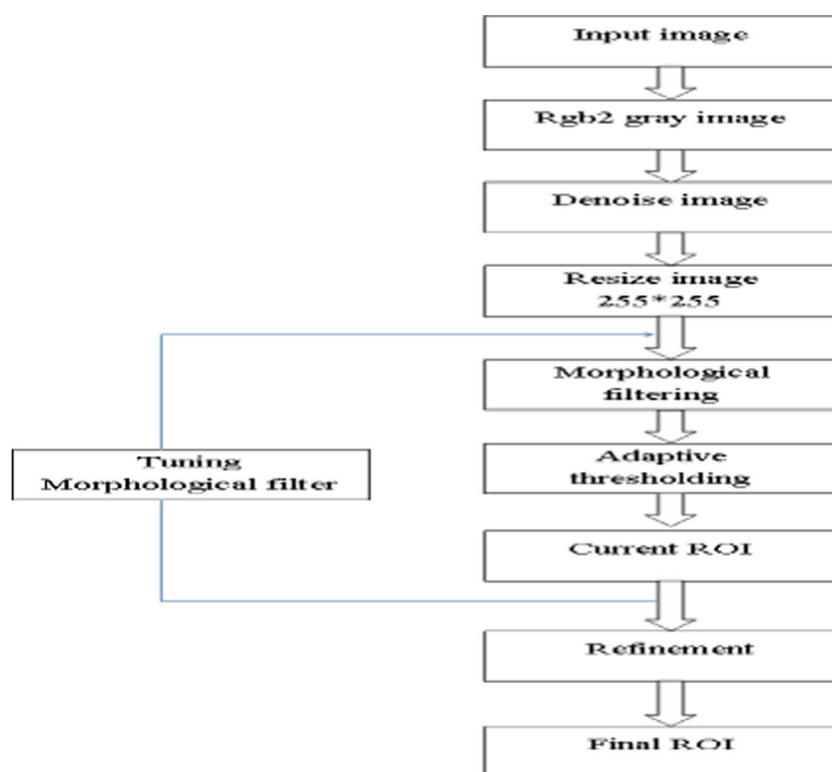 Input image
Rgb2 gray image
Denoise image
Resize image
255*255
Morphological
filtering
Adaptive
thresholding
Tuning
Morphological filter
Current ROI
Refinement
Final ROI